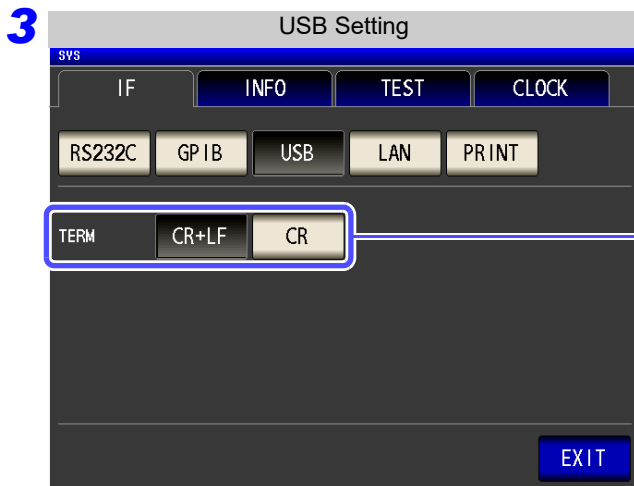 3
USB Setting
SYS
IF INFO TEST CLOCK
RS232C GPIB USB LAN PRINT
TERM CR+LF CR
EXIT